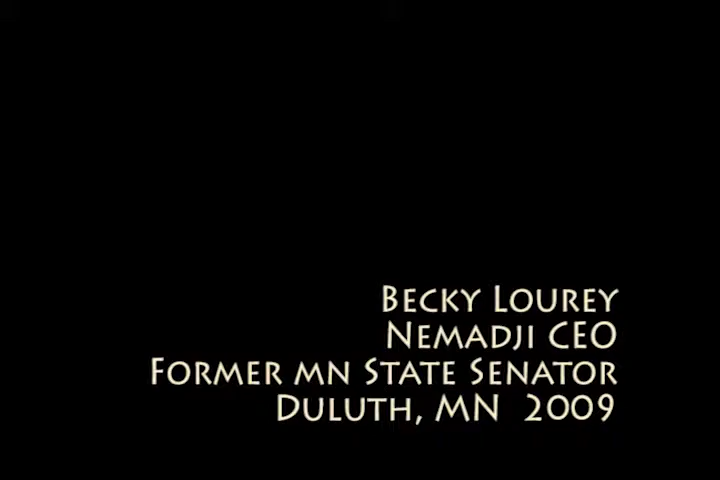 Becky Lourey
Nemadji CEO
Former mn State Senator
Duluth, MN 2009